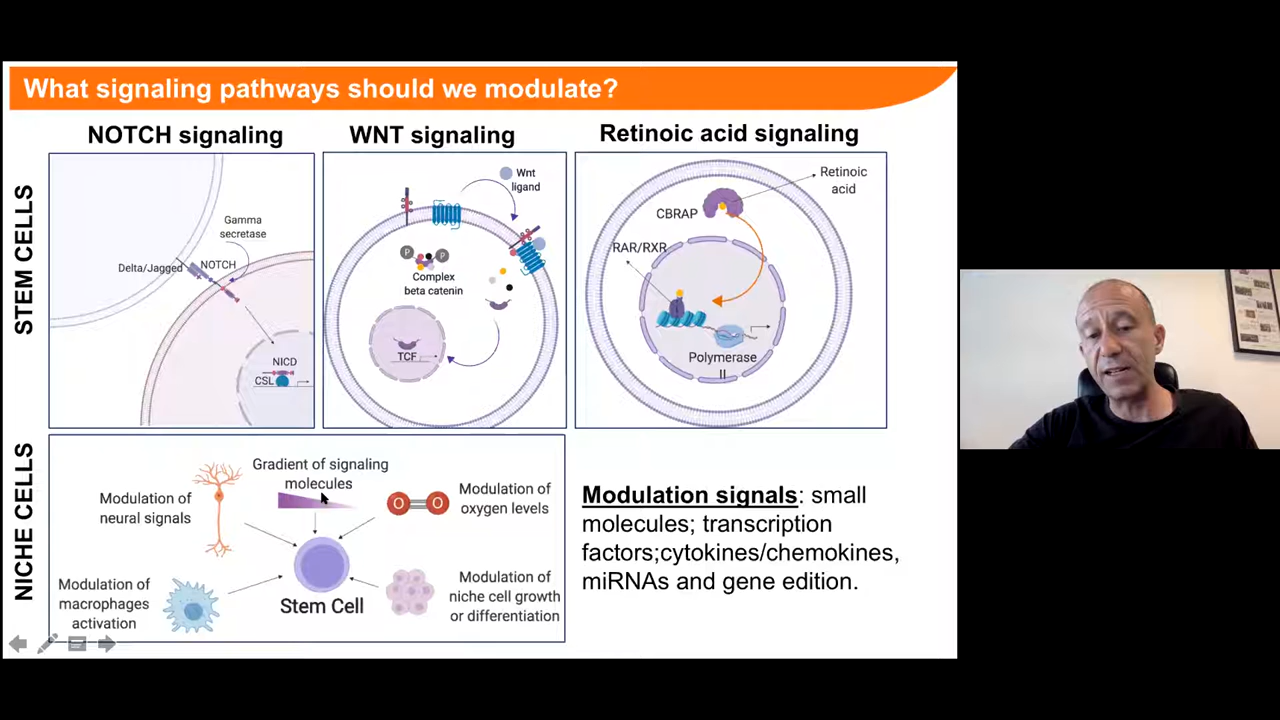 What signaling pathways should we modulate?
NOTCH signaling
WNT signaling
Retinoic acid signaling
STEM CELLS
Gamma
secretase
Delta/Jagged
NOTCH
NICD
CSL
Wnt
ligand
P
P
Complex
beta catenin
TCF
Retinoic
acid
CBRAP
RAR/RXR
Polymerase
II
NICHE CELLS
Gradient of signaling
molecules
Modulation of
neural signals
O
O
Modulation of
oxygen levels
Modulation of
macrophages
activation
Stem Cell
Modulation of
niche cell growth
or differentiation
Modulation signals: small
molecules; transcription
factors;cytokines/chemokines,
miRNAs and gene edition.